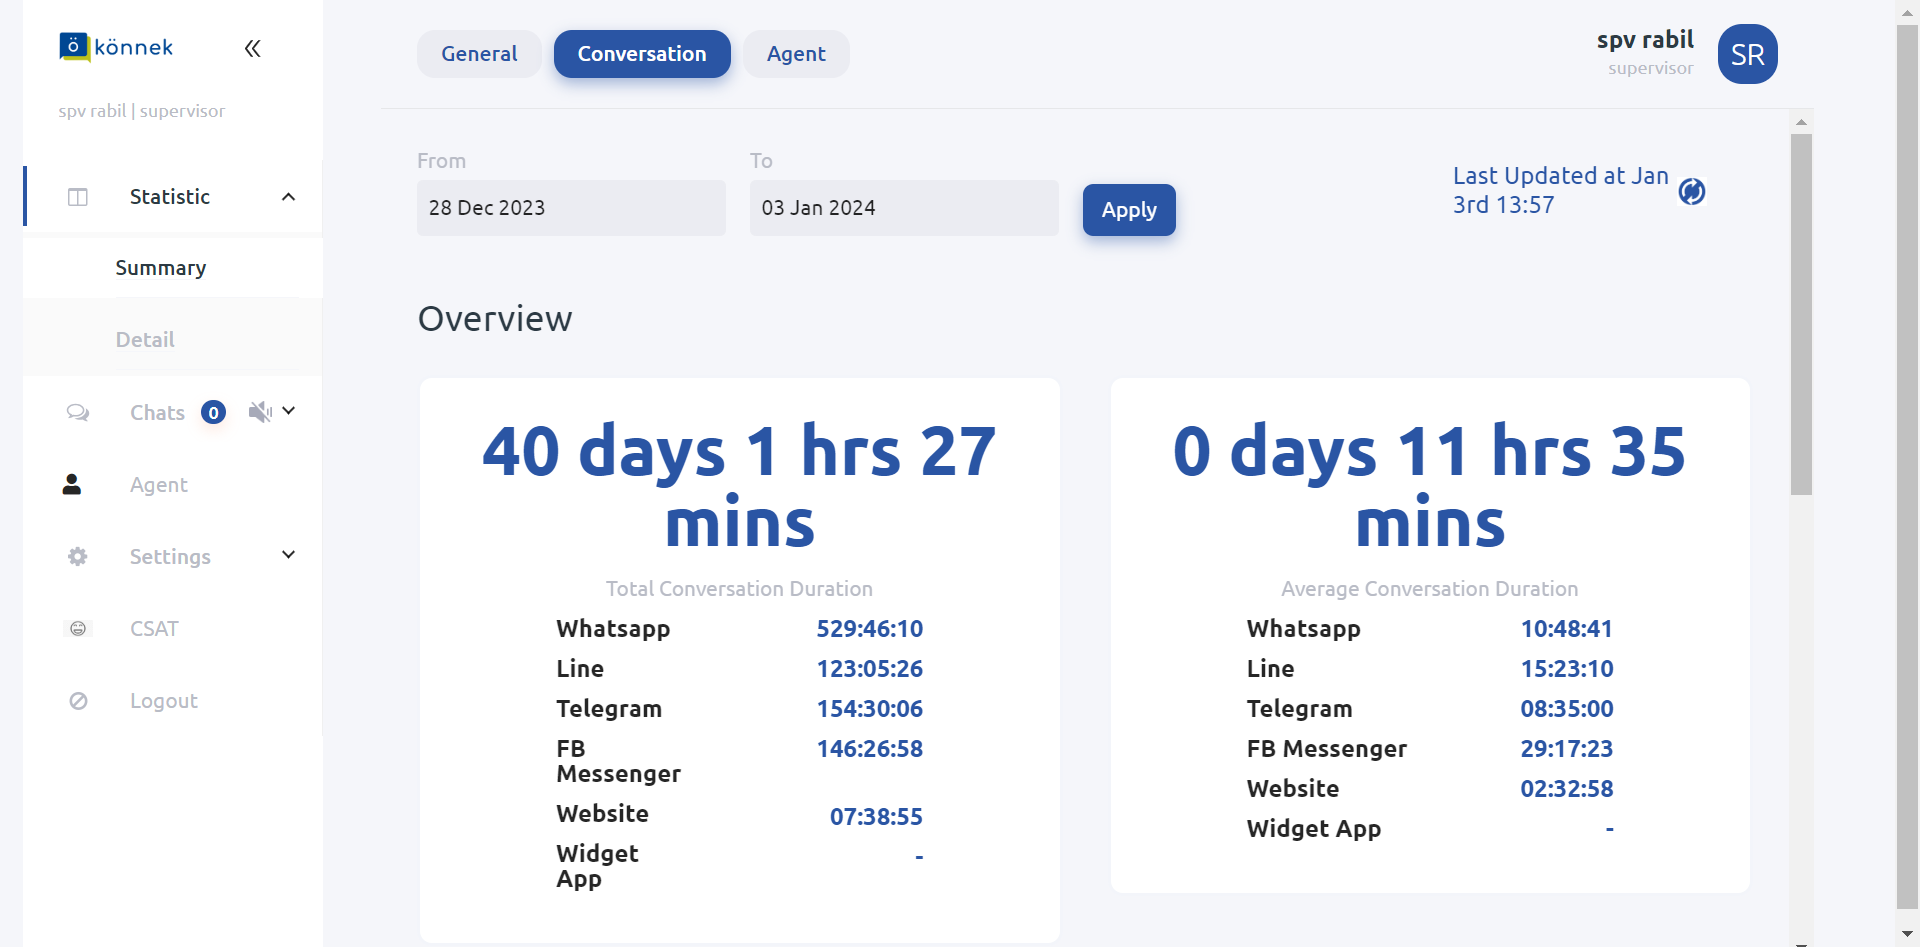 ö könnek
spv rabil | supervisor
Statistic
Summary
Detail
Chats 0
Agent
Settings
CSAT
Logout
General
Conversation
Agent
spv rabil
supervisor
SR
From
28 Dec 2023
To
03 Jan 2024
Apply
Last Updated at Jan
3rd 13:57
Overview
40 days 1 hrs 27
mins
Total Conversation Duration
Whatsapp 529:46:10
Line 123:05:26
Telegram 154:30:06
FB
Messenger 146:26:58
Website 07:38:55
Widget
App -
0 days 11 hrs 35
mins
Average Conversation Duration
Whatsapp 10:48:41
Line 15:23:10
Telegram 08:35:00
FB Messenger 29:17:23
Website 02:32:58
Widget App -